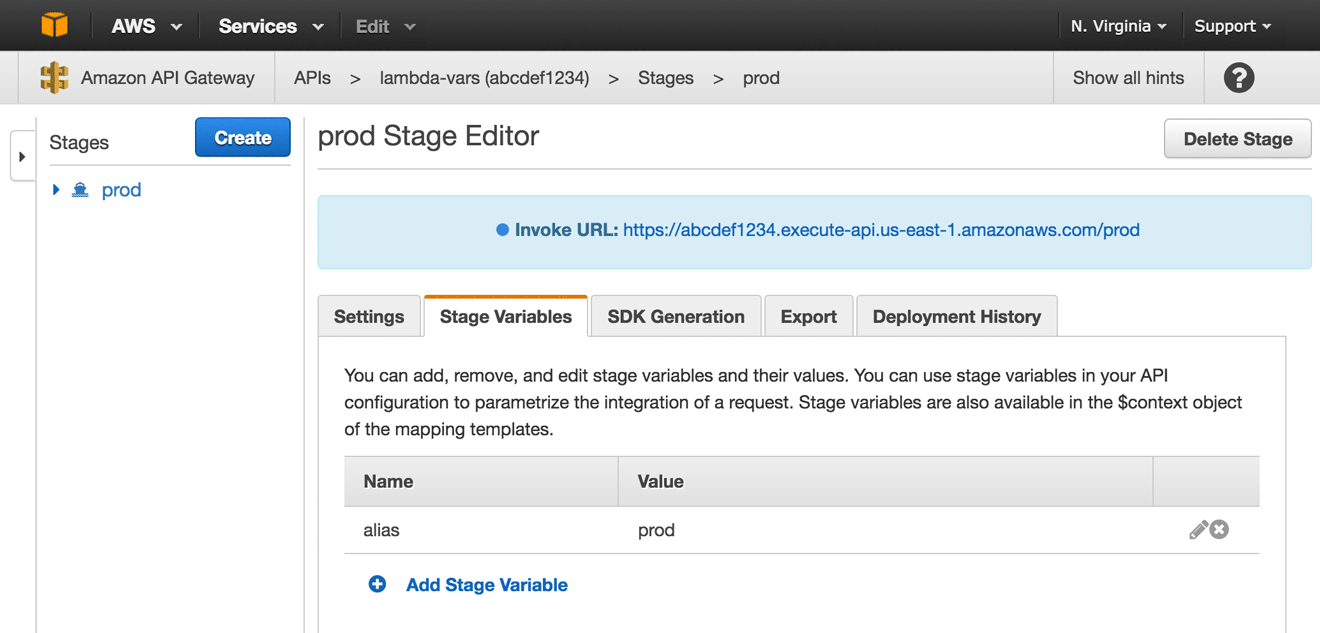 AWS Services Edit N. Virginia Support
Amazon API Gateway APIs > lambda-vars (abcdef1234) > Stages > prod Show all hints ?
Stages Create
prod
prod Stage Editor Delete Stage
Invoke URL: https://abcdef1234.execute-api.us-east-1.amazonaws.com/prod
Settings Stage Variables SDK Generation Export Deployment History
You can add, remove, and edit stage variables and their values. You can use stage variables in your API
configuration to parametrize the integration of a request. Stage variables are also available in the $context object
of the mapping templates.
Name Value
alias prod
Add Stage Variable